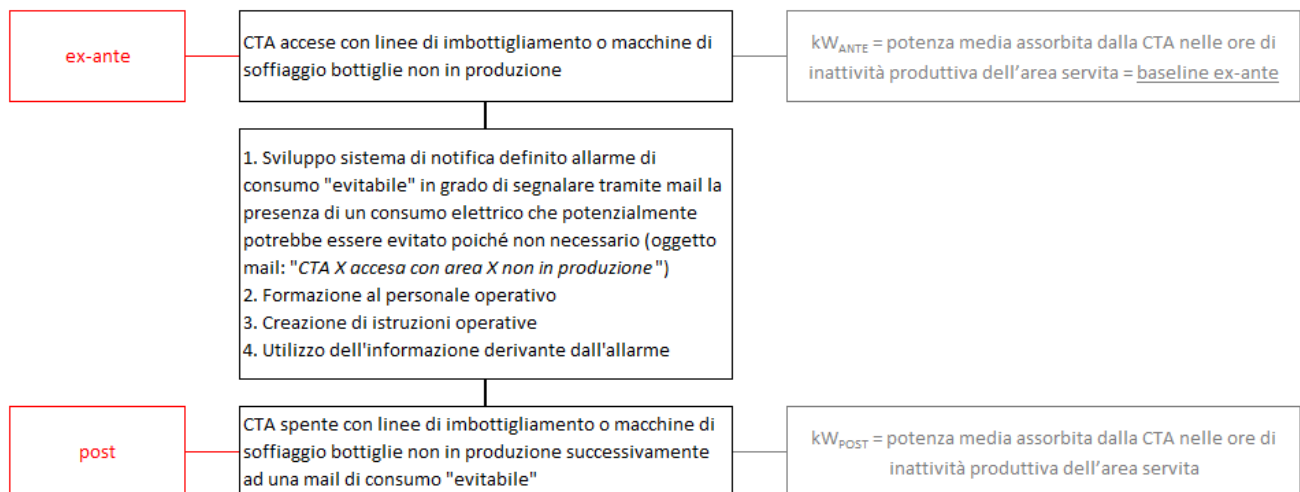 ex-ante
CTA accese con linee di imbottigliamento o macchine di
soffiaggio bottiglie non in produzione
kWANTE = potenza media assorbita dalla CTA nelle ore di
inattività produttiva dell'area servita = baseline ex-ante
1. Sviluppo sistema di notifica definito allarme di
consumo "evitabile" in grado di segnalare tramite mail la
presenza di un consumo elettrico che potenzialmente
potrebbe essere evitato poiché non necessario (oggetto
mail: "CTA X accesa con area X non in produzione")
2. Formazione al personale operativo
3. Creazione di istruzioni operative
4. Utilizzo dell'informazione derivante dall'allarme
post
CTA spente con linee di imbottigliamento o macchine di
soffiaggio bottiglie non in produzione successivamente
ad una mail di consumo "evitabile"
kWPOST = potenza media assorbita dalla CTA nelle ore di
inattività produttiva dell'area servita